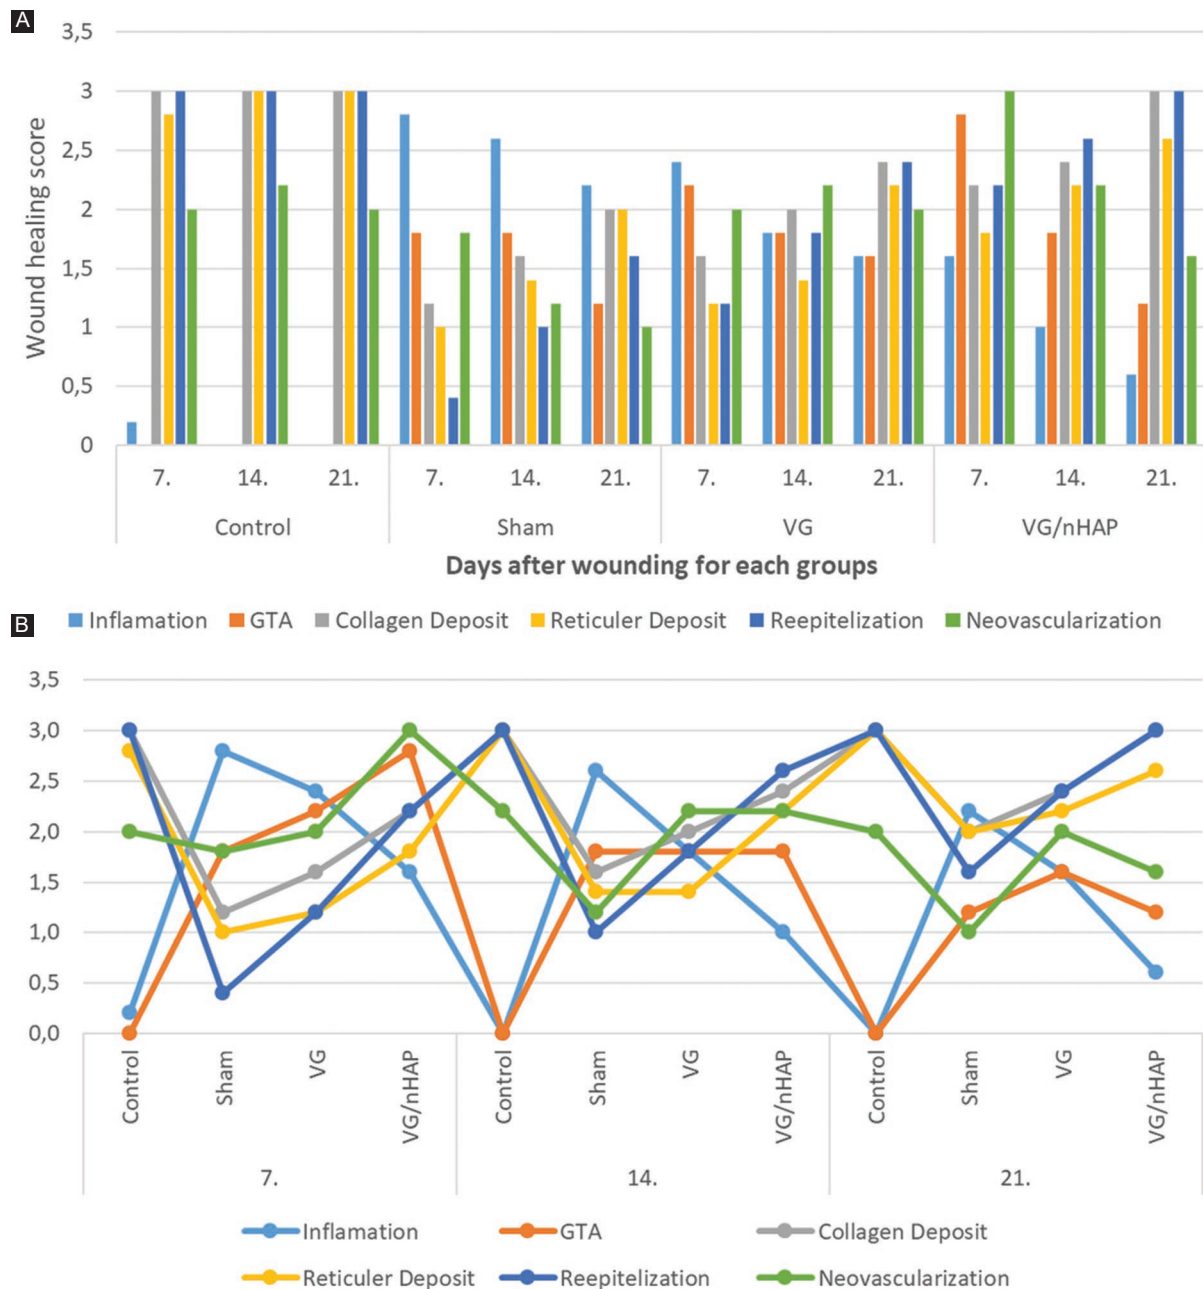 A
3,5
3
2,5
2
1,5
1
0,5
0
Wound healing score
7. 14. 21. 7. 14. 21. 7. 14. 21. 7. 14. 21.
Control Sham VG VG/nHAP
Days after wounding for each groups
Inflamation GTA Collagen Deposit Reticuler Deposit Reepitelization Neovascularization
B
3,5
3,0
2,5
2,0
1,5
1,0
0,5
0,0
Control Sham VG VG/nHAP Control Sham VG VG/nHAP Control Sham VG VG/nHAP
7. 14. 21.
Inflamation GTA Collagen Deposit
Reticuler Deposit Reepitelization Neovascularization